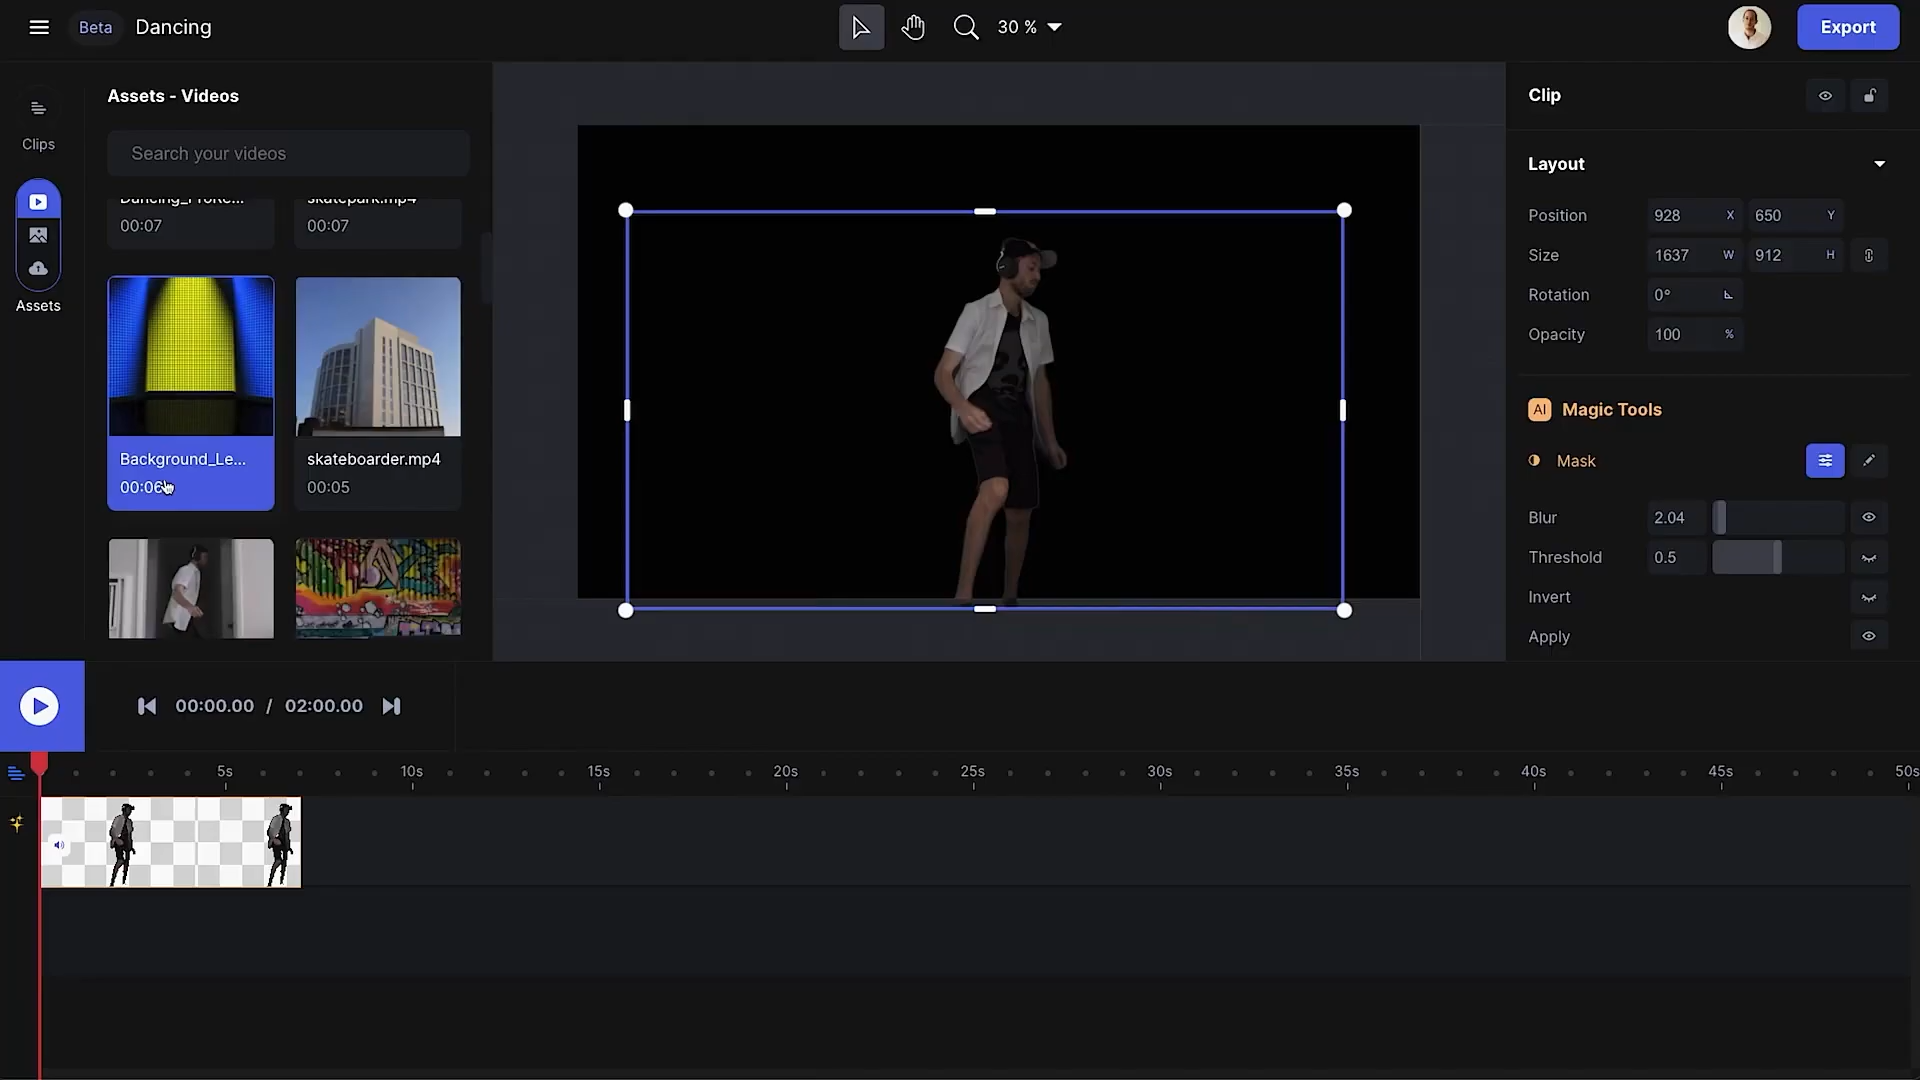 Beta
Dancing
30 %
Export
Assets - Videos
Search your videos
Clips
Assets
Dancing_ProRe...
skatepark.mp4
00:07
00:07
Background_Le...
skateboarder.mp4
00:06
00:05
Clip
Layout
Position
928 X
650 Y
Size
1637 W
912 H
Rotation
0°
Opacity
100 %
AI Magic Tools
Mask
Blur
2.04
Threshold
0.5
Invert
Apply
00:00.00 / 02:00.00
5s
10s
15s
20s
25s
30s
35s
40s
45s
50s